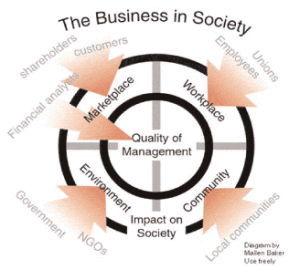 The Business in Society
shareholders
customers
Unions
Employees
Financial analysts
Marketplace
Workplace
Quality of
Management
Environment
Community
Impact on
Society
Government
NGOs
Local communities
Diagram by
Mallen Baker
Use freely